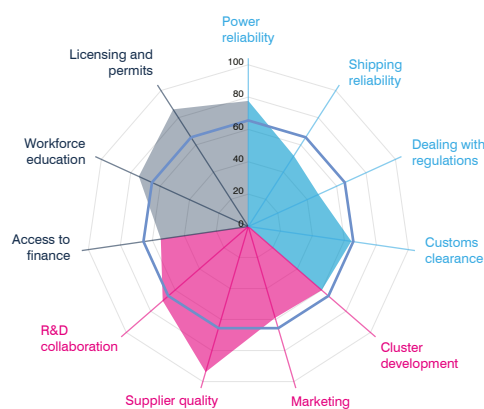 Power
reliability
Licensing and
permits
Shipping
reliability
100
80
60
40
20
0
Workforce
education
Dealing with
regulations
Access to
finance
Customs
clearance
R&D
collaboration
Cluster
development
Supplier quality
Marketing